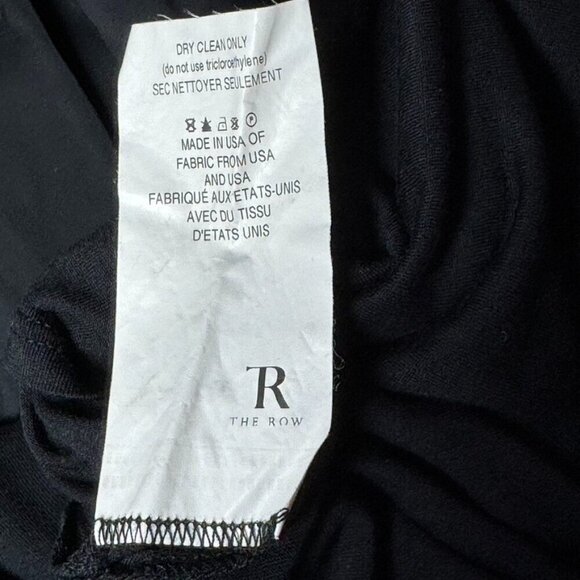 DRY CLEAN ONLY
(do not use tricloroethylene)
SEC NETTOYER SEULEMENT
MADE IN USA OF
FABRIC FROM USA
AND USA
FABRIQUÉ AUX ETATS-UNIS
AVEC DU TISSU
D'ETATS UNIS
R
THE ROW